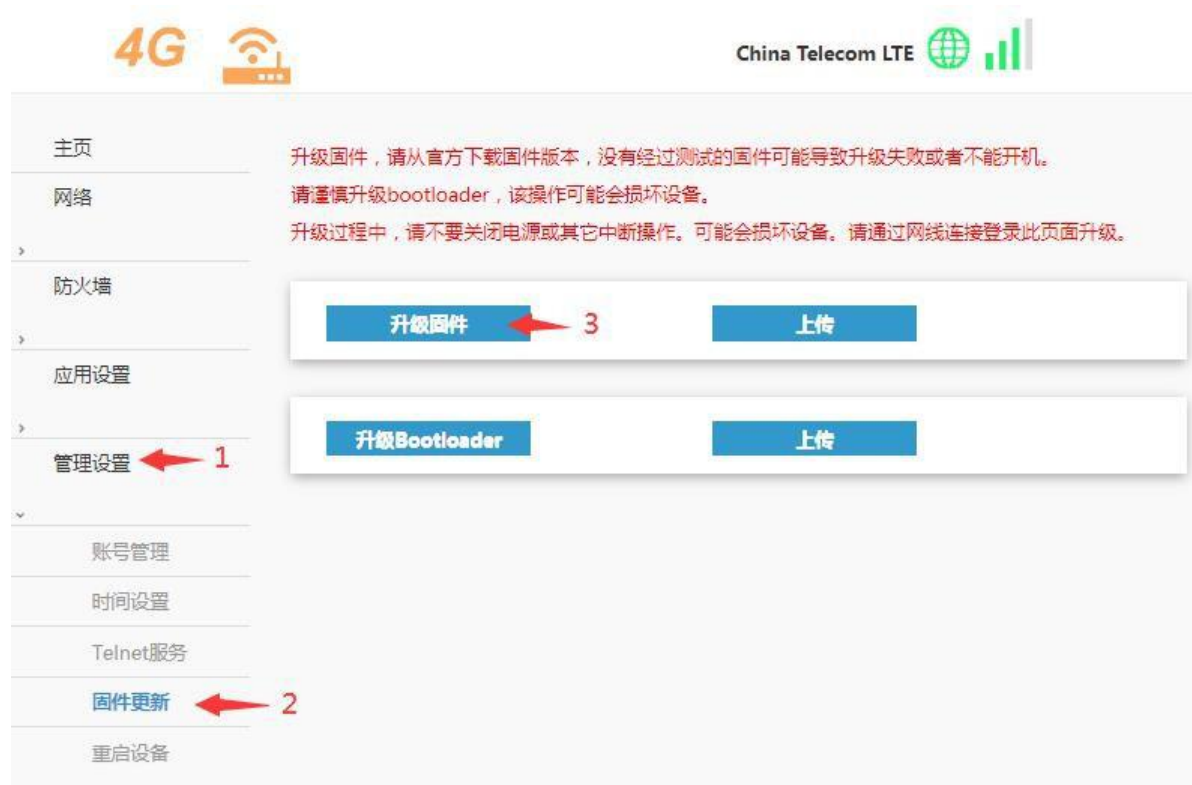 4G
China Telecom LTE
主页
网络
防火墙
应用设置
管理设置
1
账号管理
时间设置
Telnet服务
固件更新
2
重启设备
升级固件，请从官方下载固件版本，没有经过测试的固件可能导致升级失败或者不能开机。
请谨慎升级bootloader，该操作可能会损坏设备。
升级过程中，请不要关闭电源或其它中断操作。可能会损坏设备。请通过网线连接登录此页面升级。
升级固件
3
上传
升级Bootloader
上传